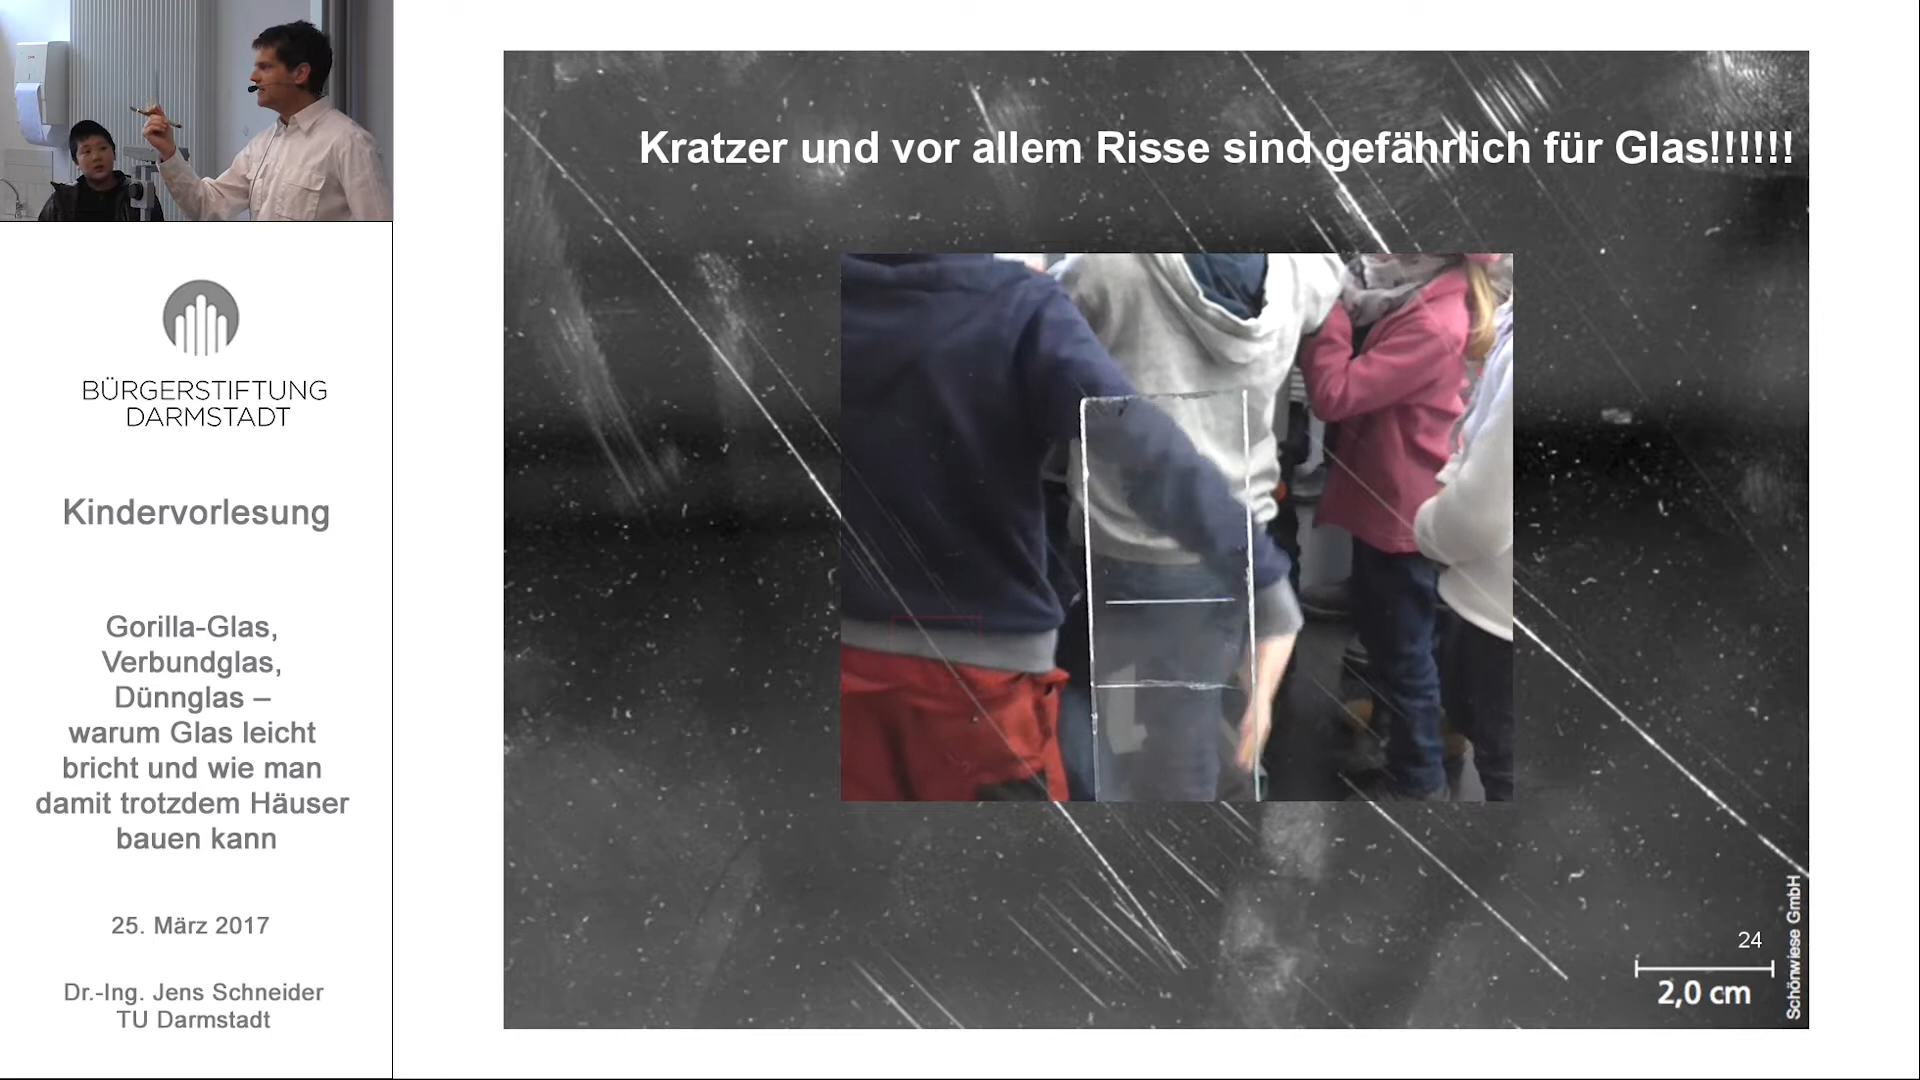 BÜRGERSTIFTUNG
DARMSTADT
Kindervorlesung
Gorilla-Glas,
Verbundglas,
Dünnglas –
warum Glas leicht
bricht und wie man
damit trotzdem Häuser
bauen kann
25. März 2017
Dr.-Ing. Jens Schneider
TU Darmstadt
Kratzer und vor allem Risse sind gefährlich für Glas!!!!!!
24
2,0 cm
Schönwiese GmbH